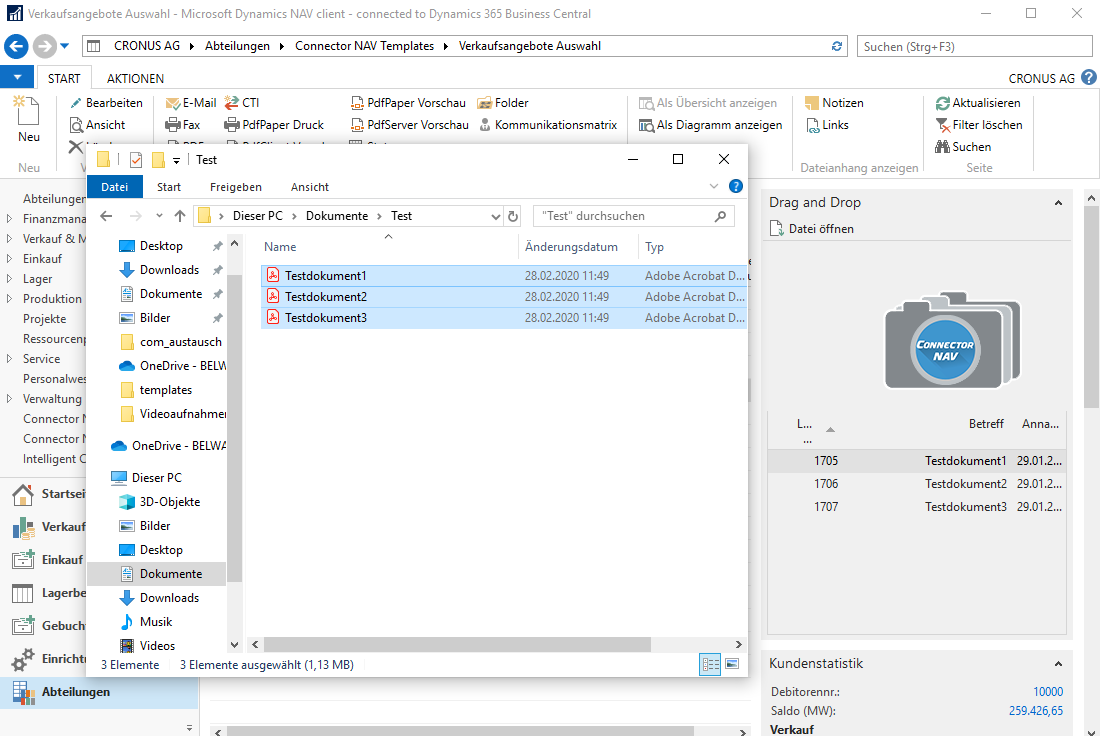 Verkaufsangebote Auswahl - Microsoft Dynamics NAV client - connected to Dynamics 365 Business Central
CRONUS AG Abteilungen Connector NAV Templates Verkaufsangebote Auswahl
Suchen (Strg+F3)
START AKTIONEN
CRONUS AG
Bearbeiten E-Mail CTI PdfPaper Vorschau Folder Als Übersicht anzeigen Notizen Aktualisieren
Ansicht Fax PdfPaper Druck PdfServer Vorschau Kommunikationsmatrix Als Diagramm anzeigen Links Filter löschen
Neu
Suchen
Neu
Dateianhang anzeigen Seite
Test
Datei Start Freigeben Ansicht
Dieser PC Dokumente Test
"Test" durchsuchen
Name Änderungsdatum Typ
Testdokument1 28.02.2020 11:49 Adobe Acrobat D...
Testdokument2 28.02.2020 11:49 Adobe Acrobat D...
Testdokument3 28.02.2020 11:49 Adobe Acrobat D...
Desktop
Downloads
Dokumente
Bilder
com_austausch
OneDrive - BELW
templates
Videoaufnahmen
OneDrive - BELWA
Dieser PC
3D-Objekte
Bilder
Desktop
Dokumente
Downloads
Musik
Videos
3 Elemente 3 Elemente ausgewählt (1,13 MB)
Abteilungen
Finanzmana
Verkauf & M
Einkauf
Lager
Produktion
Projekte
Ressourcenp
Service
Personalwes
Verwaltung
Connector N
Connector N
Intelligent C
Startsei
Verkauf
Einkauf
Lagerbe
Gebuch
Einricht
Abteilungen
Drag and Drop
Datei öffnen
CONNECTOR
NAV
L... Betreff Anna...
...
1705 Testdokument1 29.01.2...
1706 Testdokument2 29.01.2...
1707 Testdokument3 29.01.2...
Kundenstatistik
Debitorennr.: 10000
Saldo (MW): 259.426,65
Verkauf